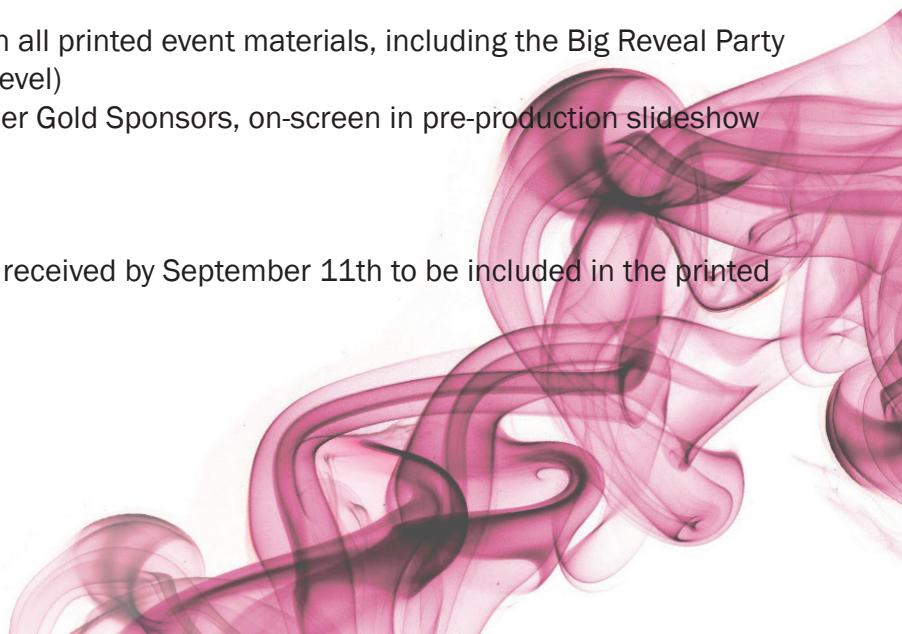 all printed event materials, including the Big Reveal Party
evel)
er Gold Sponsors, on-screen in pre-production slideshow
received by September 11th to be included in the printed